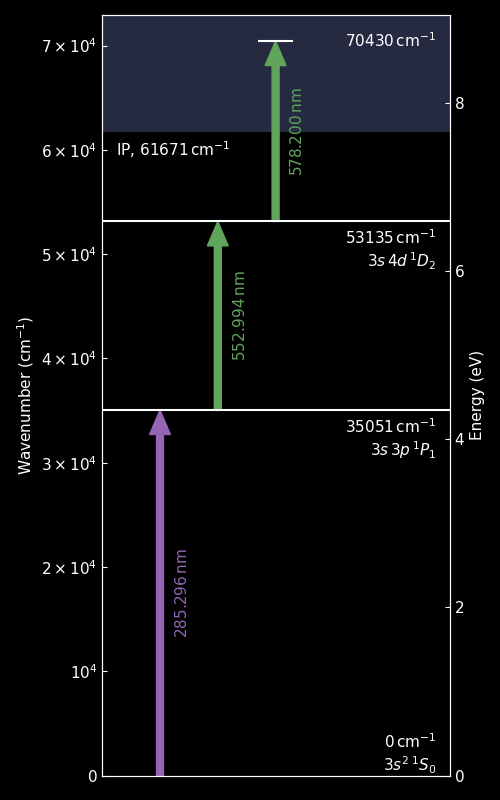 7 × 10⁴
70430 cm⁻¹
8
578.200 nm
6 × 10⁴
IP, 61671 cm⁻¹
53135 cm⁻¹
3s 4d ¹D₂
5 × 10⁴
6
552.994 nm
4 × 10⁴
Wavenumber (cm⁻¹)
Energy (eV)
35051 cm⁻¹
3s 3p ¹P₁
4
3 × 10⁴
285.296 nm
2 × 10⁴
2
10⁴
0 cm⁻¹
3s² ¹S₀
0
0